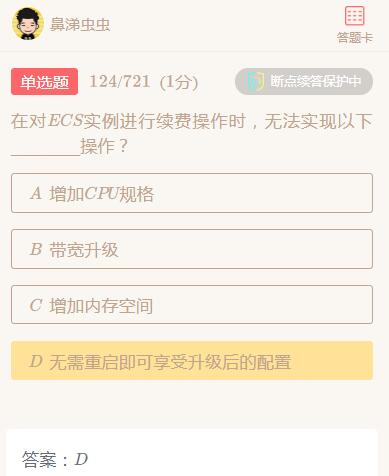 鼻涕虫虫
答题卡
单选题 124/721 (1分) 断点续答保护中
在对ECS实例进行续费操作时，无法实现以下
________操作？
A 增加CPU规格
B 带宽升级
C 增加内存空间
D 无需重启即可享受升级后的配置
答案：D